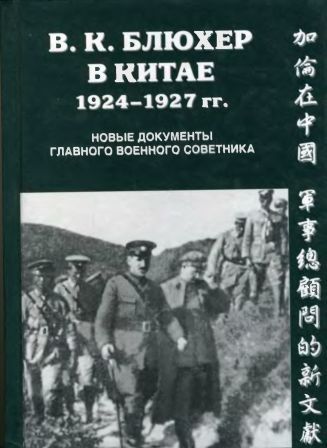 В. К. БЛЮХЕР
В КИТАЕ
1924–1927 гг.
НОВЫЕ ДОКУМЕНТЫ
ГЛАВНОГО ВОЕННОГО СОВЕТНИКА
加倫在中國 軍事總顧問的新文獻